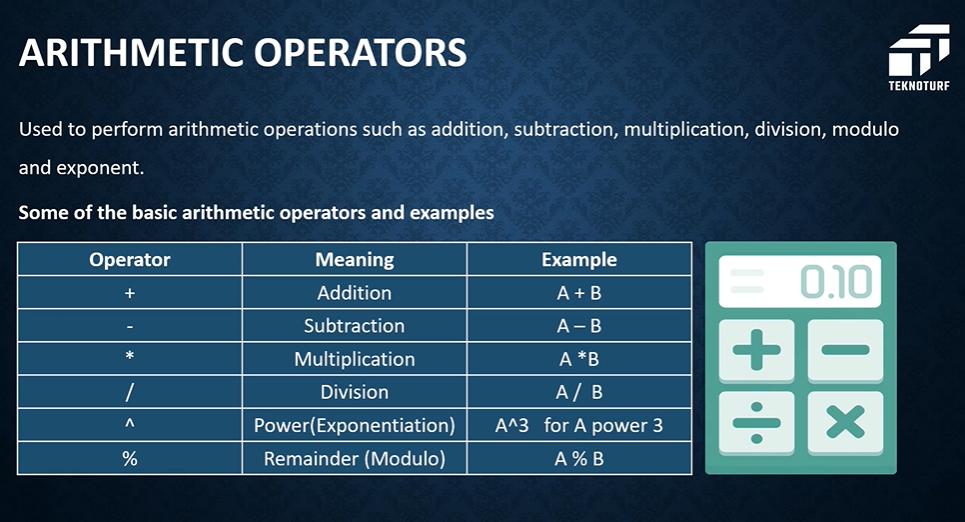 ARITHMETIC OPERATORS
TEKNOTURF
Used to perform arithmetic operations such as addition, subtraction, multiplication, division, modulo
and exponent.
Some of the basic arithmetic operators and examples
Operator Meaning Example
+ Addition A + B
- Subtraction A – B
* Multiplication A *B
/ Division A / B
^ Power(Exponentiation) A^3 for A power 3
% Remainder (Modulo) A % B
= 0.10
+ −
÷ ×